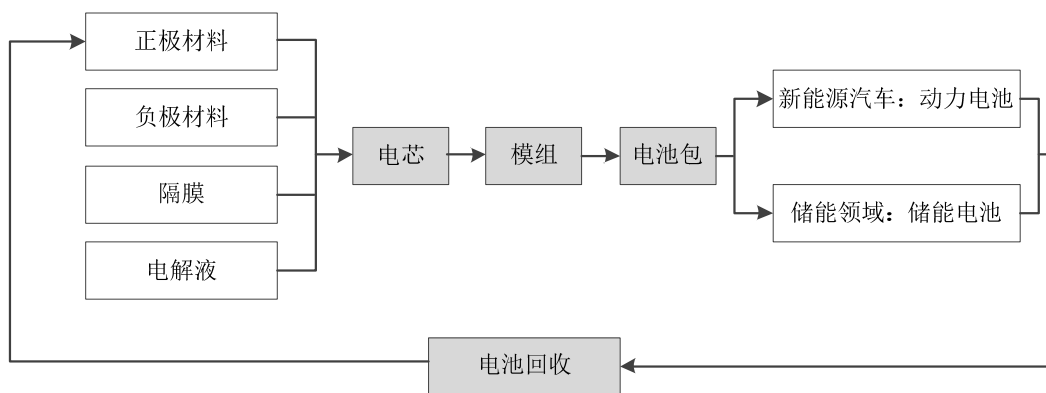 正极材料
负极材料
隔膜
电解液
电芯
模组
电池包
新能源汽车：动力电池
储能领域：储能电池
电池回收